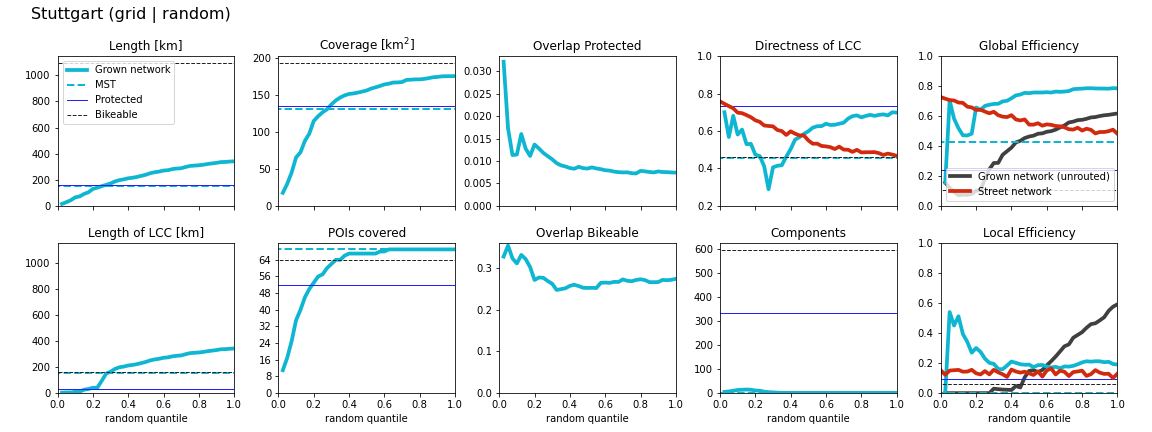 Stuttgart (grid | random)
Length [km]
1000
800
600
400
200
0
Grown network
MST
Protected
Bikeable
Coverage [km²]
200
150
100
50
0
Overlap Protected
0.030
0.025
0.020
0.015
0.010
0.005
0.000
Directness of LCC
1.0
0.8
0.6
0.4
0.2
Global Efficiency
1.0
0.8
0.6
0.4
0.2
0.0
Grown network (unrouted)
Street network
Length of LCC [km]
1000
800
600
400
200
0
0.0 0.2 0.4 0.6 0.8 1.0
random quantile
POIs covered
64
56
48
40
32
24
16
8
0
0.0 0.2 0.4 0.6 0.8 1.0
random quantile
Overlap Bikeable
0.3
0.2
0.1
0.0
0.0 0.2 0.4 0.6 0.8 1.0
random quantile
Components
600
500
400
300
200
100
0
0.0 0.2 0.4 0.6 0.8 1.0
random quantile
Local Efficiency
1.0
0.8
0.6
0.4
0.2
0.0
0.0 0.2 0.4 0.6 0.8 1.0
random quantile